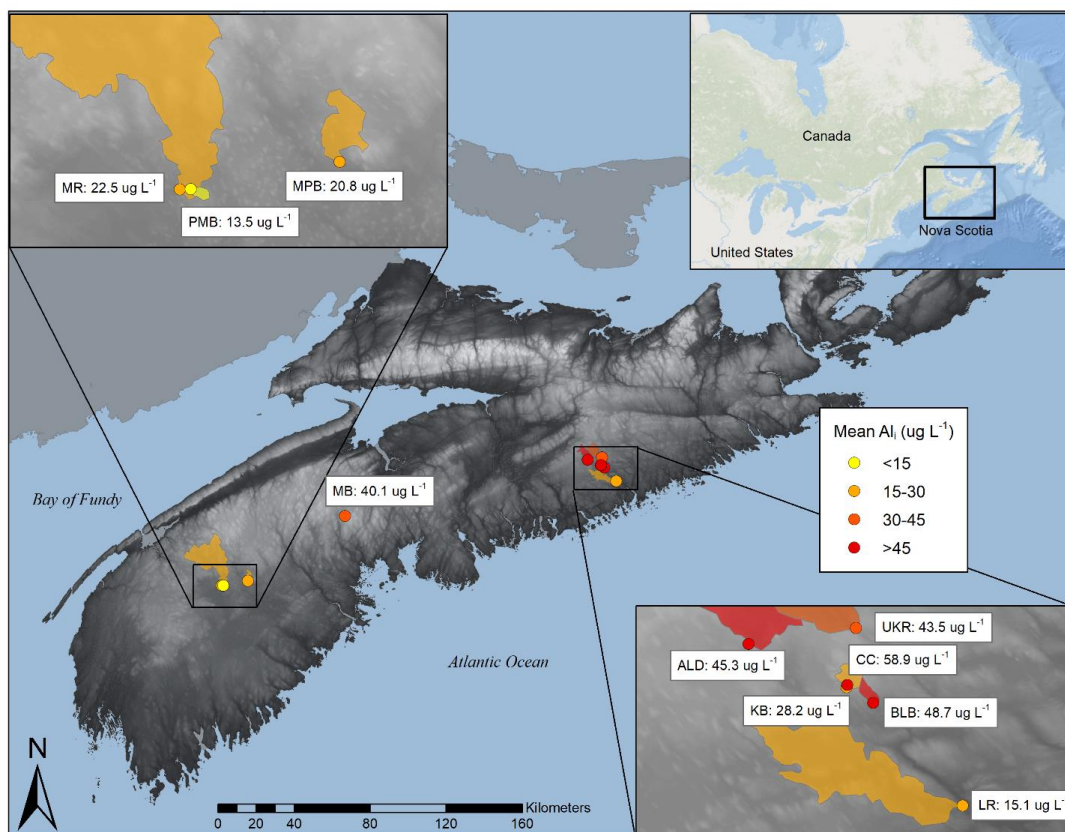 MR: 22.5 ug L⁻¹
MPB: 20.8 ug L⁻¹
PMB: 13.5 ug L⁻¹
Canada
United States
Nova Scotia
Bay of Fundy
MB: 40.1 ug L⁻¹
Atlantic Ocean
Mean Alᵢ (ug L⁻¹)
<15
15-30
30-45
>45
UKR: 43.5 ug L⁻¹
ALD: 45.3 ug L⁻¹
CC: 58.9 ug L⁻¹
KB: 28.2 ug L⁻¹
BLB: 48.7 ug L⁻¹
LR: 15.1 ug L⁻¹
N
Kilometers
0 20 40 80 120 160